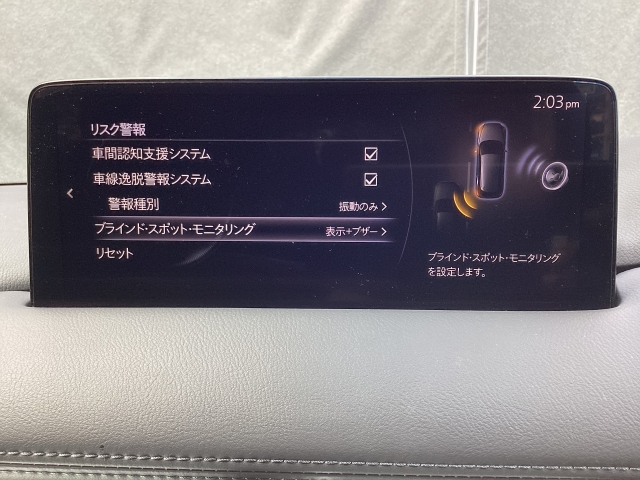 2:03 pm
リスク警報
車間認知支援システム
車線逸脱警報システム
警報種別 振動のみ
ブラインド・スポット・モニタリング 表示+ブザー
リセット
ブラインド・スポット・モニタリング
を設定します。